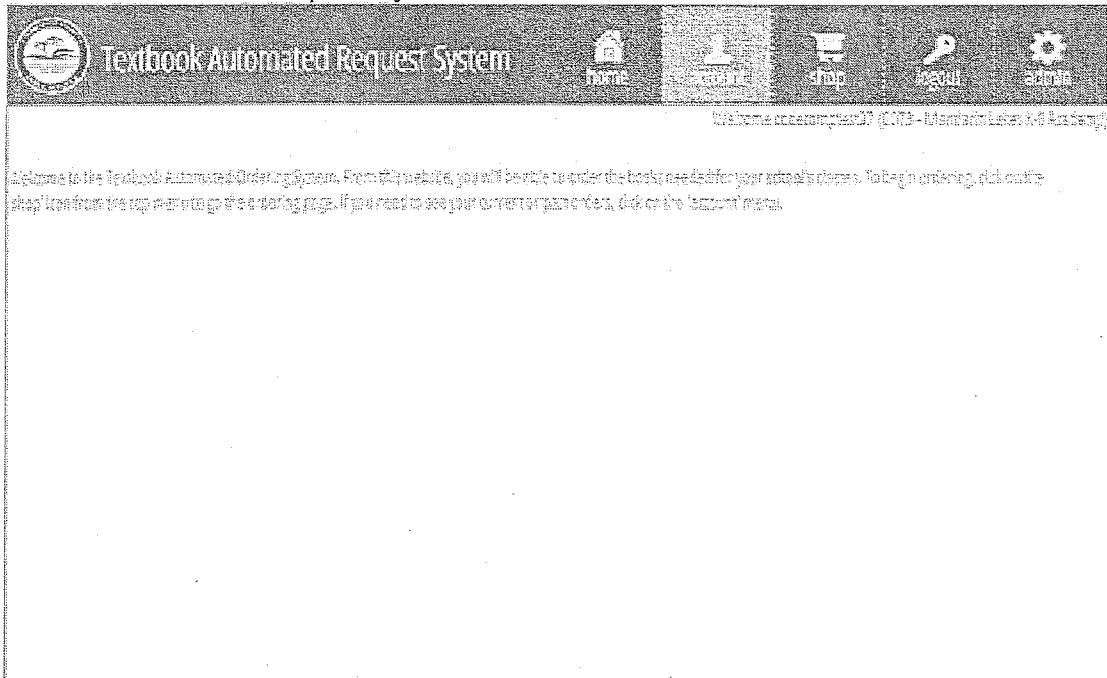 Textbook Automated Request System
home account shop logout admin
Welcome
Welcome to the Textbook Automated Ordering System. From this website, you will be able to order the books needed for your school's classes. To begin ordering, click on the
'shop' icon from the top menu to go the ordering page. If you need to see your current or past orders, click on the 'account' menu.